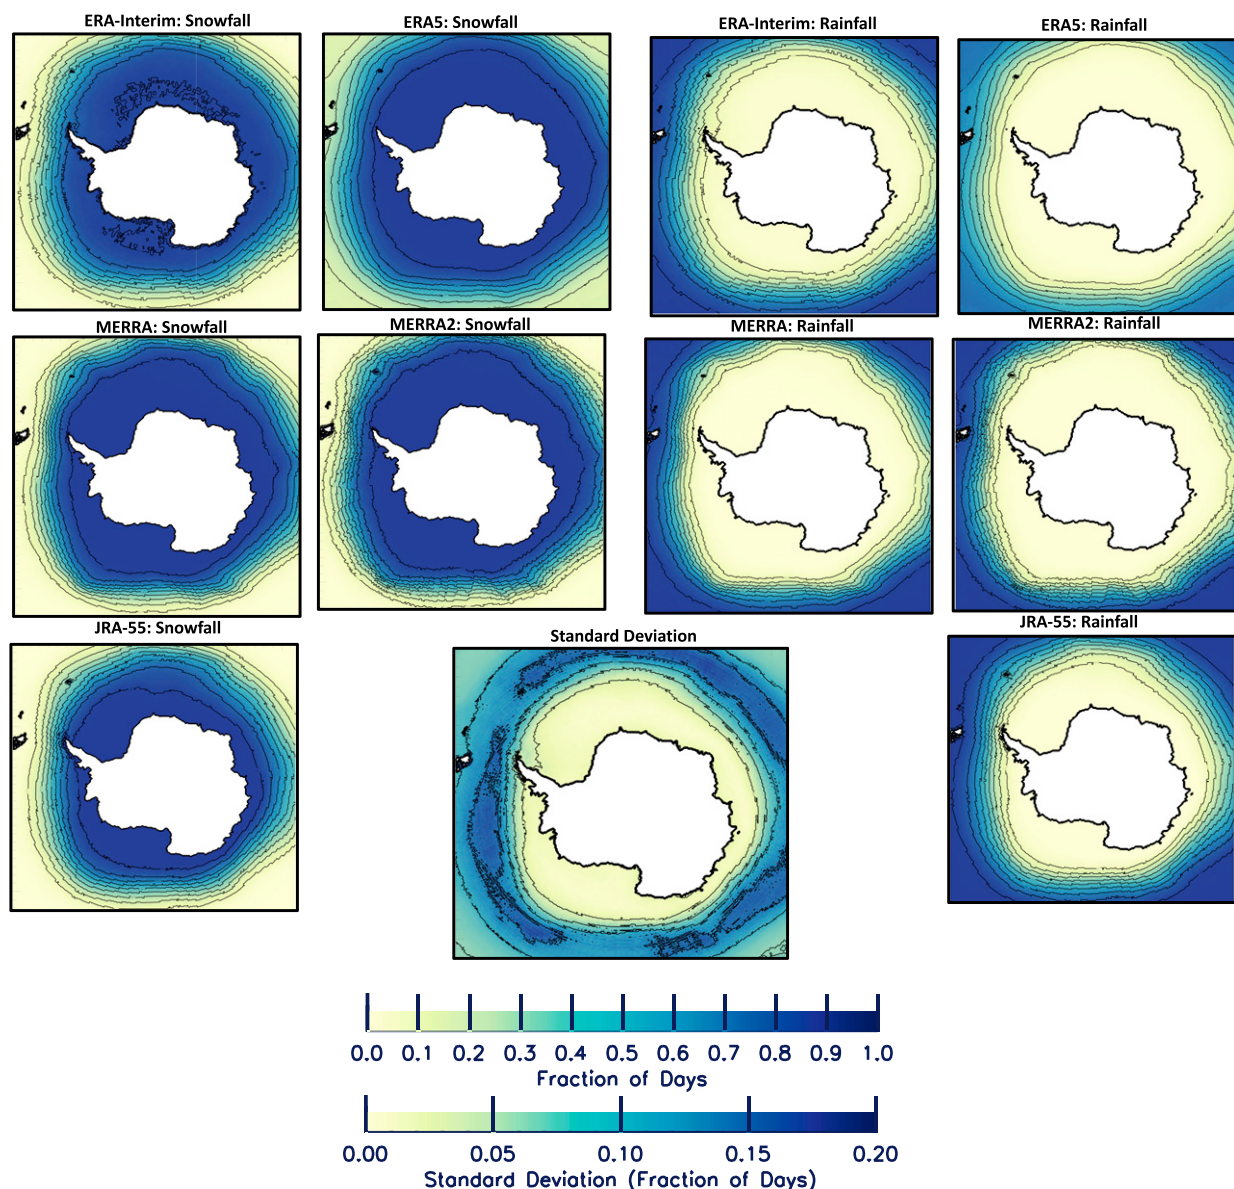 ERA-Interim: Snowfall
ERA5: Snowfall
ERA-Interim: Rainfall
ERA5: Rainfall
MERRA: Snowfall
MERRA2: Snowfall
MERRA: Rainfall
MERRA2: Rainfall
JRA-55: Snowfall
Standard Deviation
JRA-55: Rainfall
0.0 0.1 0.2 0.3 0.4 0.5 0.6 0.7 0.8 0.9 1.0
Fraction of Days
0.00 0.05 0.10 0.15 0.20
Standard Deviation (Fraction of Days)